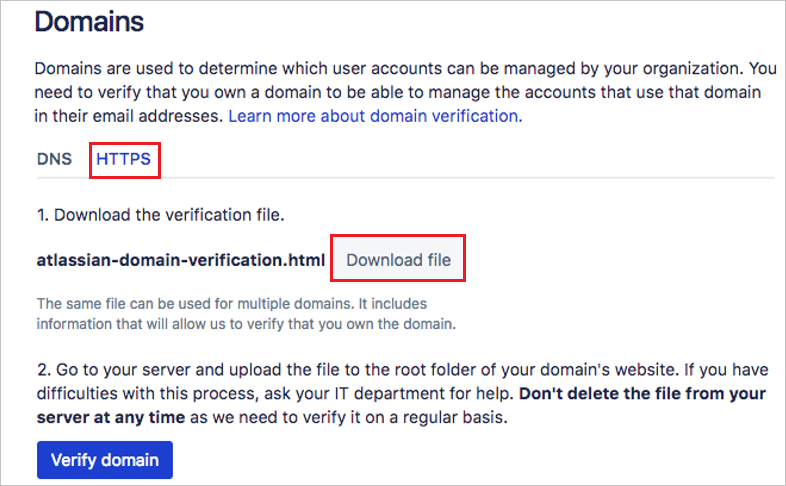 Domains
Domains are used to determine which user accounts can be managed by your organization. You
need to verify that you own a domain to be able to manage the accounts that use that domain
in their email addresses. Learn more about domain verification.
DNS HTTPS
1. Download the verification file.
atlassian-domain-verification.html Download file
The same file can be used for multiple domains. It includes
information that will allow us to verify that you own the domain.
2. Go to your server and upload the file to the root folder of your domain's website. If you have
difficulties with this process, ask your IT department for help. Don't delete the file from your
server at any time as we need to verify it on a regular basis.
Verify domain